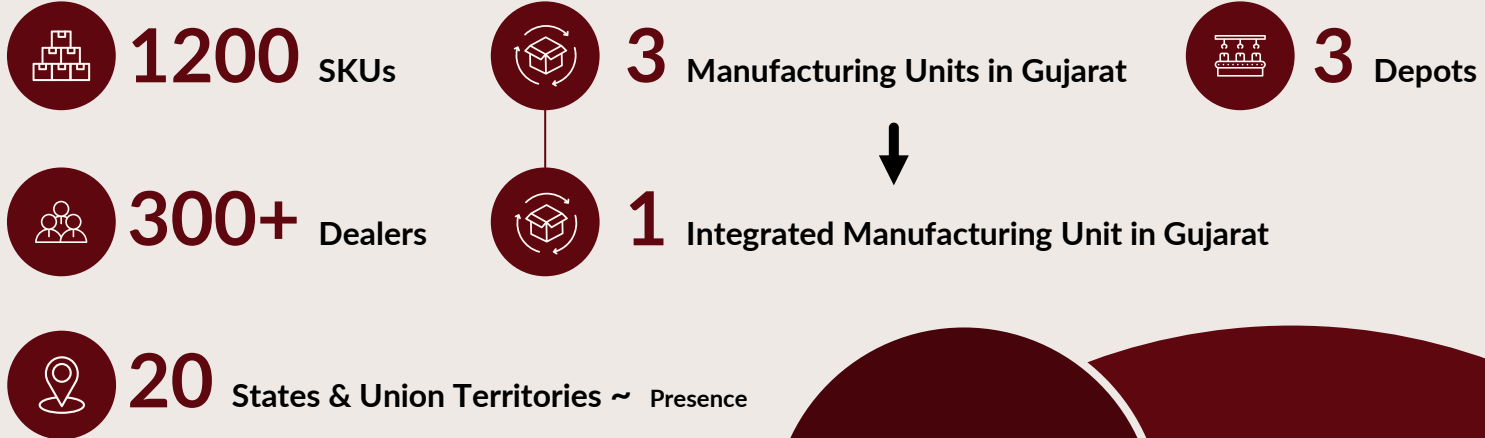 1200 SKUs
3 Manufacturing Units in Gujarat
3 Depots
300+ Dealers
1 Integrated Manufacturing Unit in Gujarat
20 States & Union Territories ~ Presence